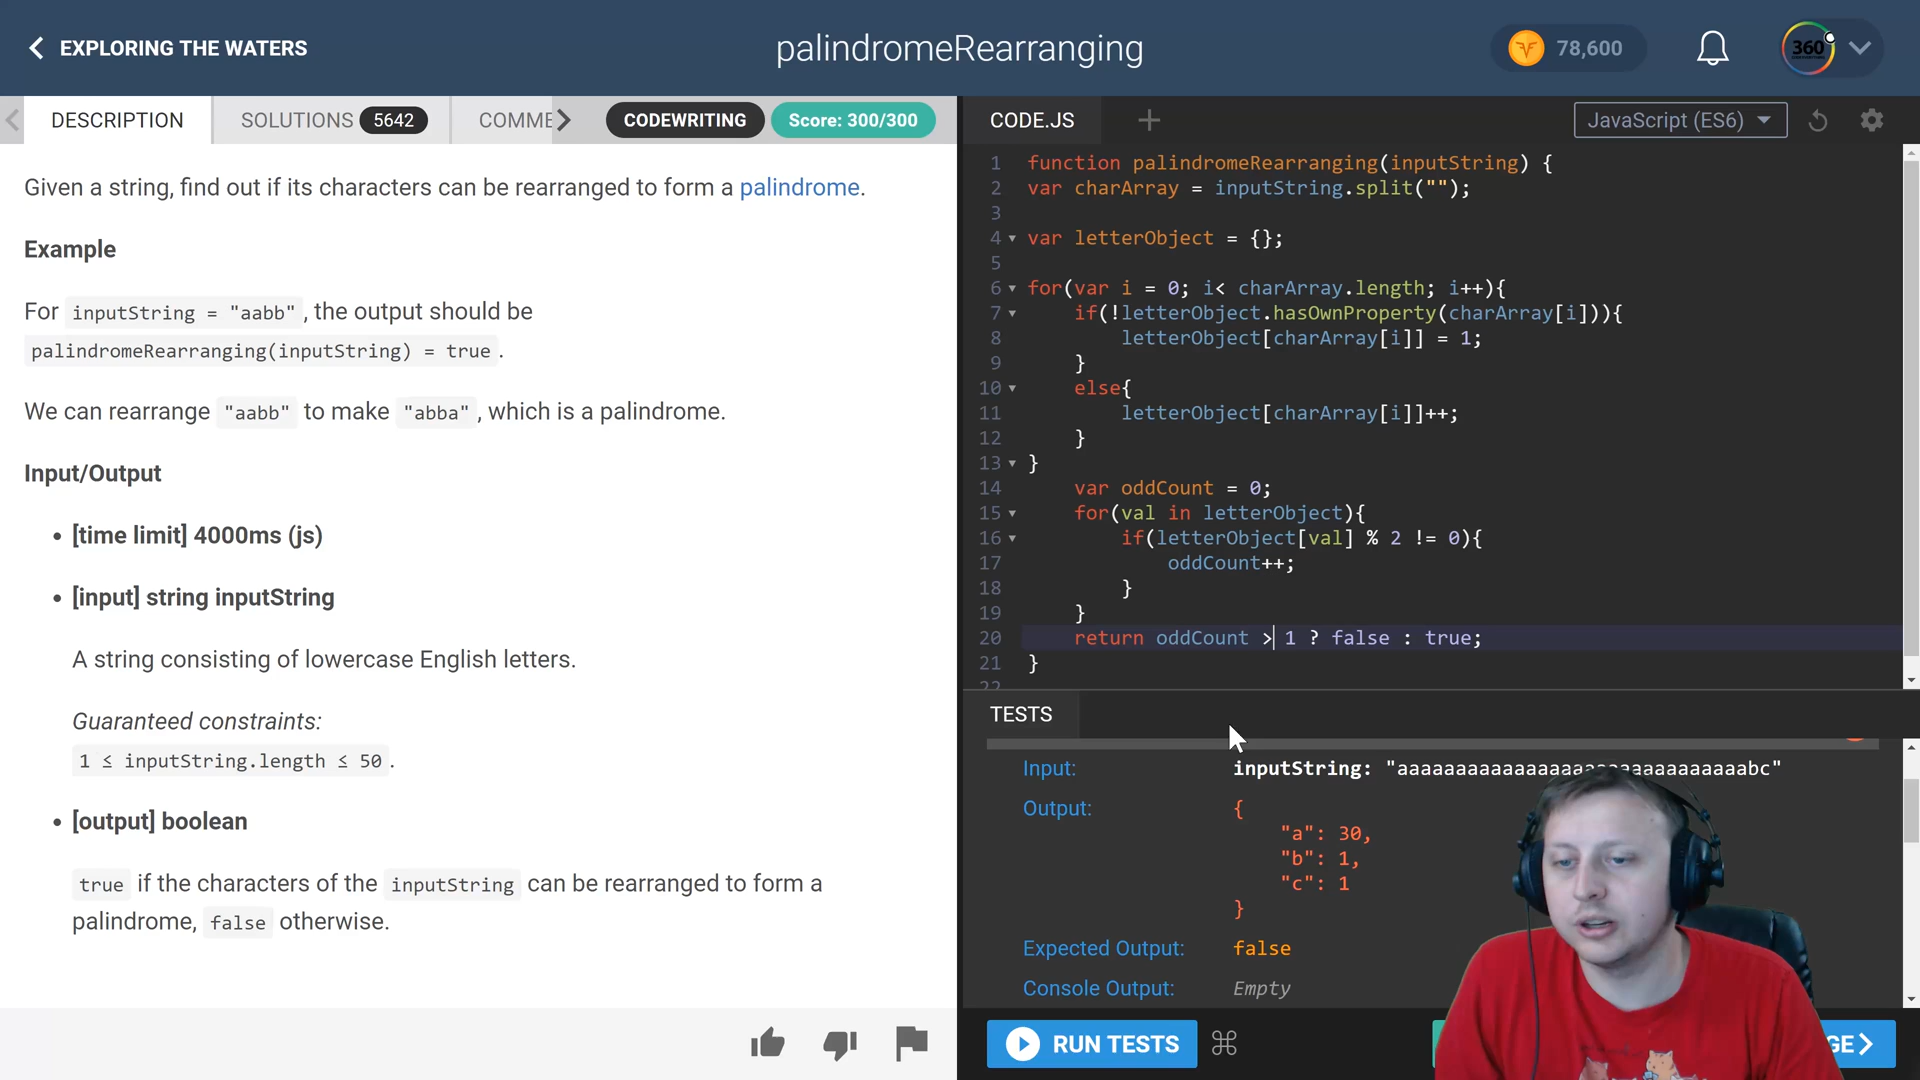 EXPLORING THE WATERS
palindromeRearranging
78,600
360
DESCRIPTION
SOLUTIONS 5642
COMME
CODEWRITING
Score: 300/300
Given a string, find out if its characters can be rearranged to form a palindrome.
Example
For inputString = "aabb", the output should be
palindromeRearranging(inputString) = true.
We can rearrange "aabb" to make "abba", which is a palindrome.
Input/Output
• [time limit] 4000ms (js)
• [input] string inputString
A string consisting of lowercase English letters.
Guaranteed constraints:
1 ≤ inputString.length ≤ 50.
• [output] boolean
true if the characters of the inputString can be rearranged to form a
palindrome, false otherwise.
CODE.JS
JavaScript (ES6)
1 function palindromeRearranging(inputString) {
2 var charArray = inputString.split("");
3
4 var letterObject = {};
5
6 for(var i = 0; i< charArray.length; i++){
7 if(!letterObject.hasOwnProperty(charArray[i])){
8 letterObject[charArray[i]] = 1;
9 }
10 else{
11 letterObject[charArray[i]]++;
12 }
13 }
14 var oddCount = 0;
15 for(val in letterObject){
16 if(letterObject[val] % 2 != 0){
17 oddCount++;
18 }
19 }
20 return oddCount > 1 ? false : true;
21 }
22
TESTS
Input: inputString: "aaaaaaaaaaaaaaaaaaaaaaaaaaaaaabc"
Output: {
"a": 30,
"b": 1,
"c": 1
}
Expected Output: false
Console Output: Empty
RUN TESTS
GE